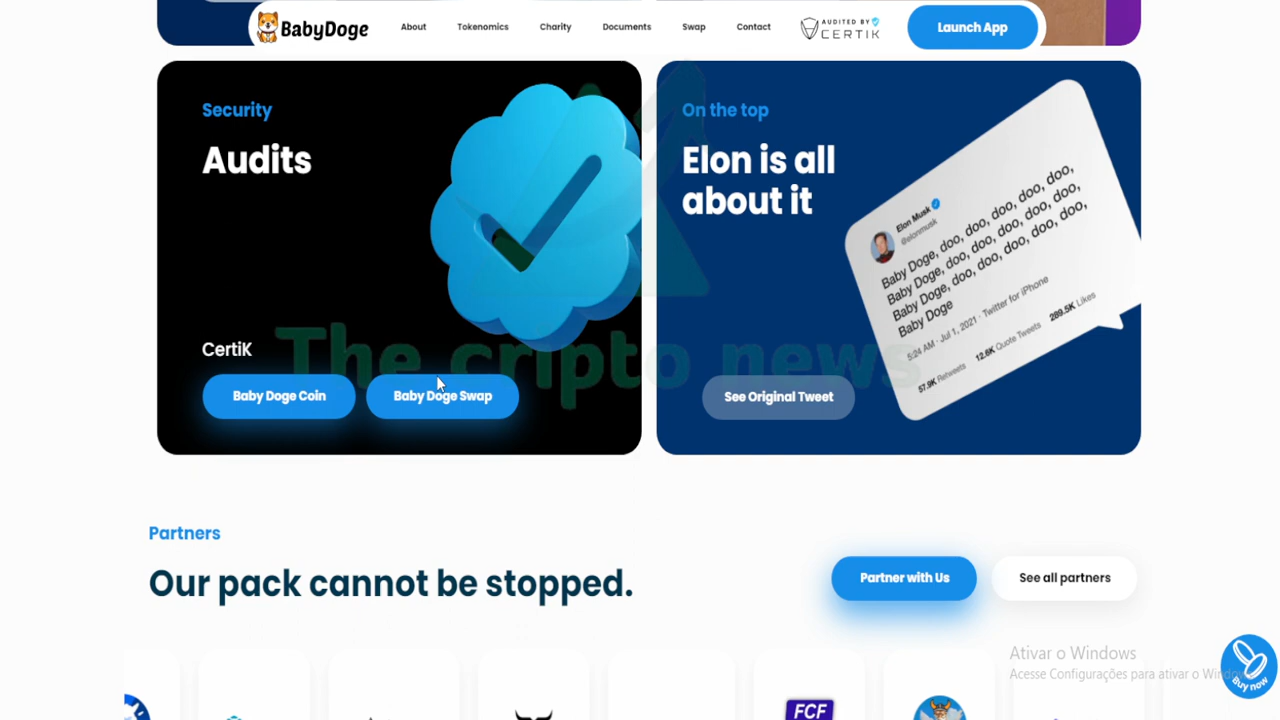 BabyDoge
About
Tokenomics
Charity
Documents
Swap
Contact
AUDITED BY
CERTIK
Launch App
Security
Audits
CertiK
Baby Doge Coin
Baby Doge Swap
On the top
Elon is all
about it
Elon Musk
@elonmusk
Baby Doge, doo, doo, doo, doo, doo,
Baby Doge, doo, doo, doo, doo, doo,
Baby Doge, doo, doo, doo, doo, doo,
Baby Doge
5:24 AM · Jul 1, 2021 · Twitter for iPhone
57.9K Retweets 12.6K Quote Tweets 289.5K Likes
See Original Tweet
The cripto news
Partners
Our pack cannot be stopped.
Partner with Us
See all partners
Ativar o Windows
Acesse Configurações para ativar o
Buy now
FCF